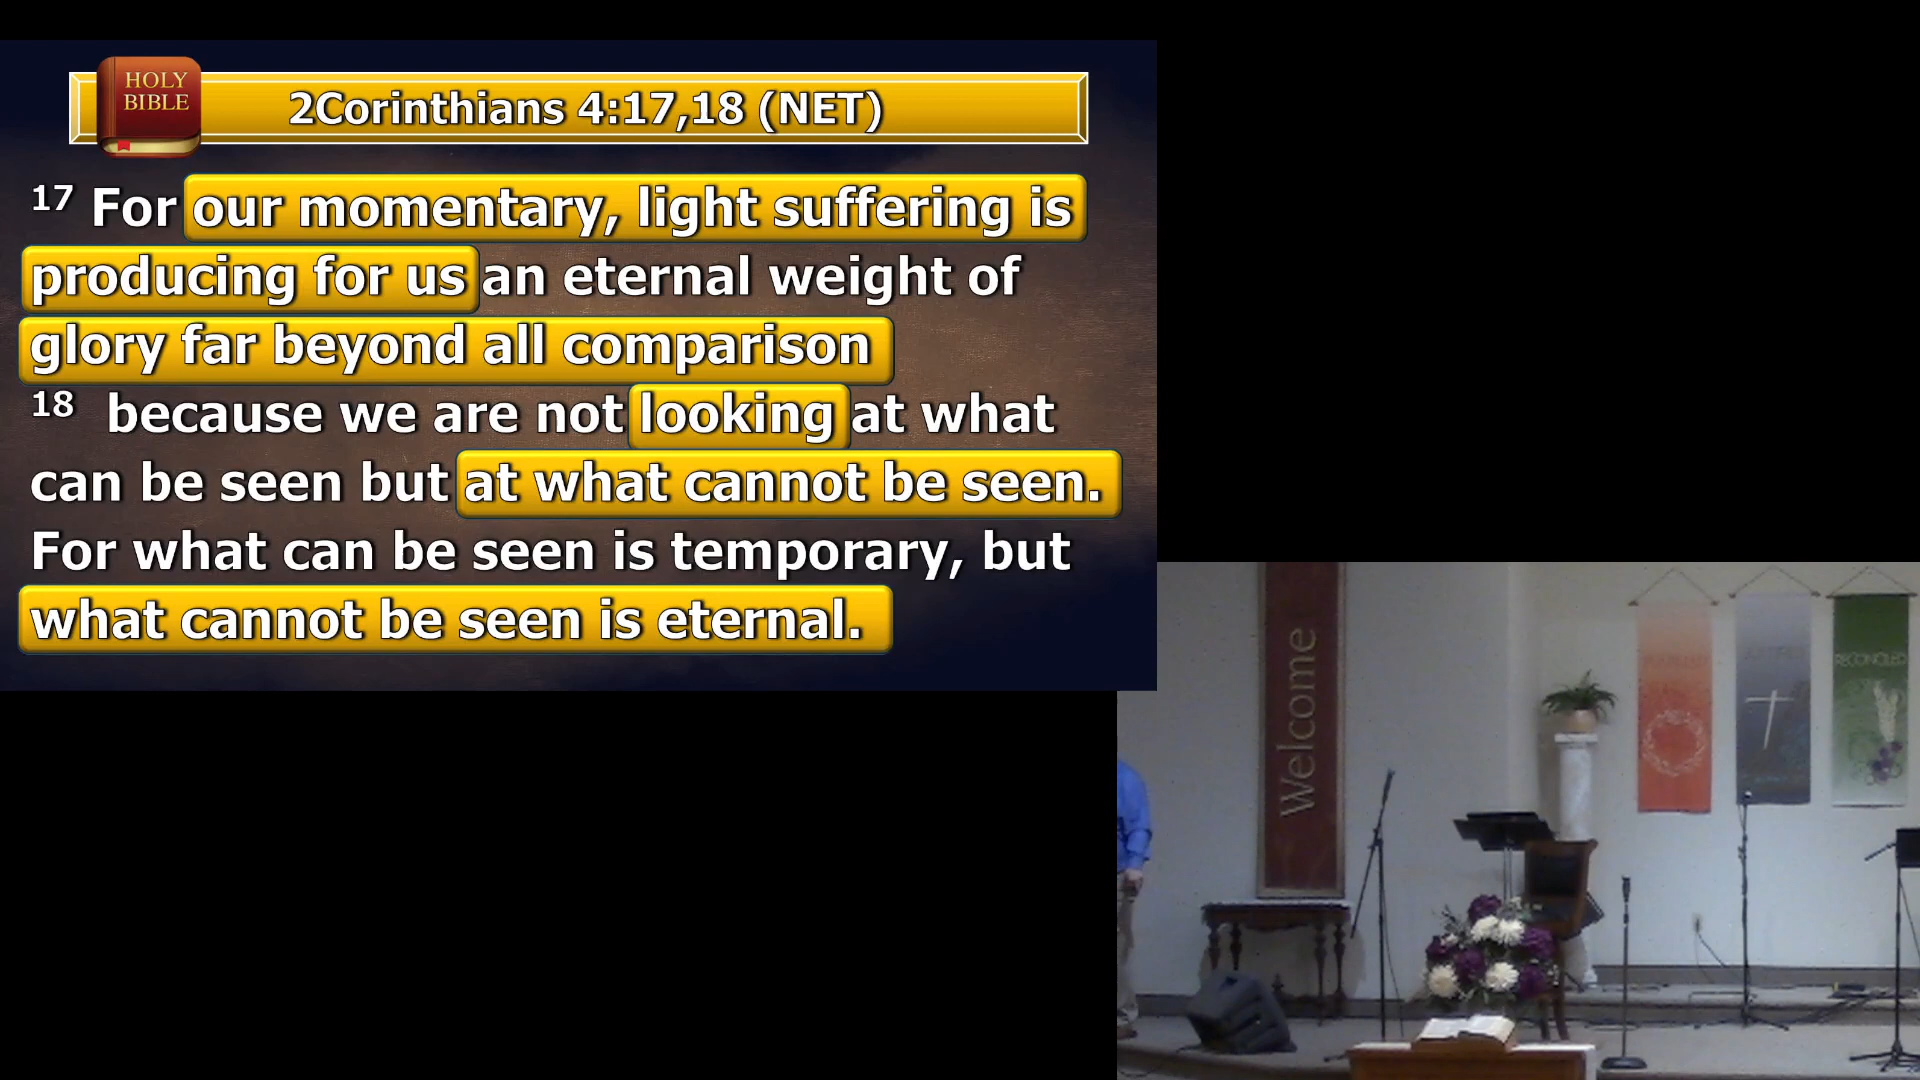 HOLY
BIBLE
2Corinthians 4:17,18 (NET)
17 For our momentary, light suffering is
producing for us an eternal weight of
glory far beyond all comparison
18 because we are not looking at what
can be seen but at what cannot be seen.
For what can be seen is temporary, but
what cannot be seen is eternal.
Welcome
RECONCILED